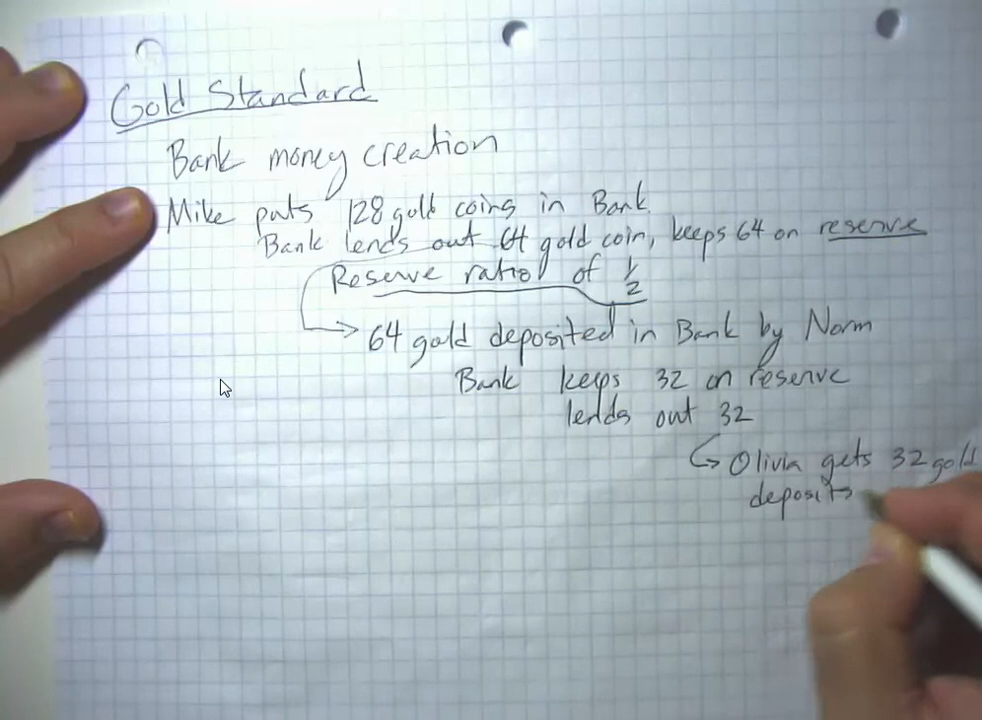 Gold Standard
Bank money creation
Mike puts 128 gold coins in Bank
Bank lends out 64 gold coin, keeps 64 on reserve
Reserve ratio of 1/2
64 gold deposited in Bank by Norm
Bank keeps 32 on reserve
lends out 32
Olivia gets 32 gold
deposits